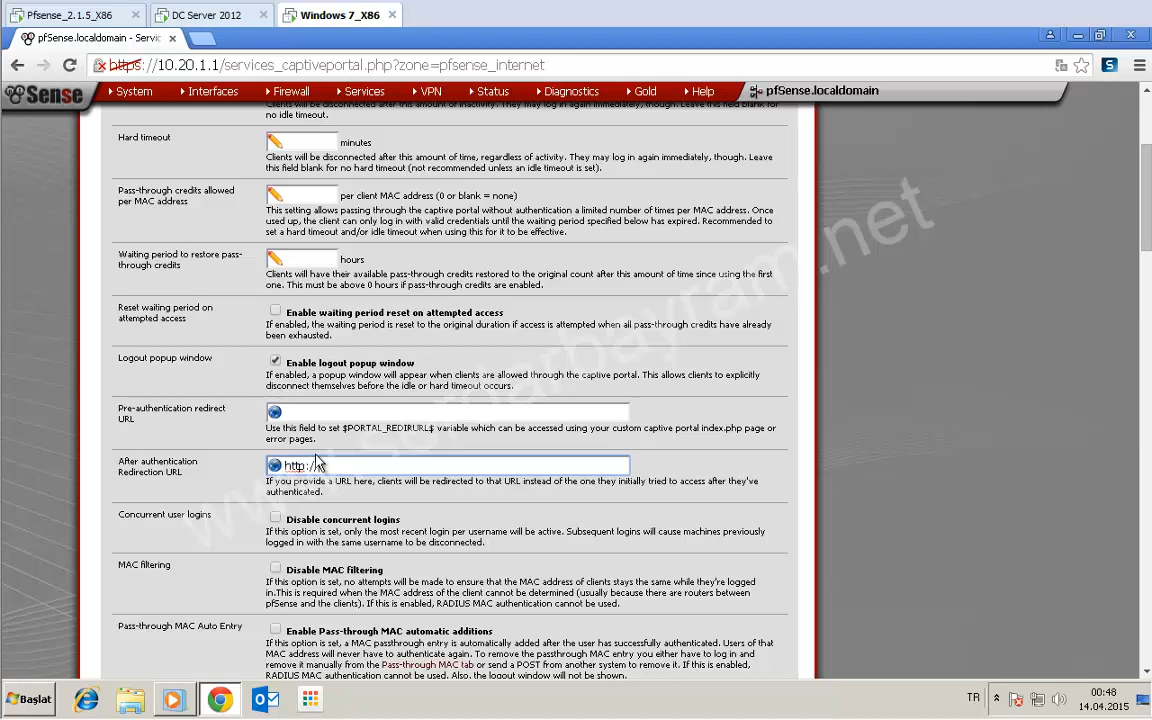 Pfsense_2.1.5_X86 DC Server 2012 Windows 7_X86
pfSense.localdomain - Servic
https://10.20.1.1/services_captiveportal.php?zone=pfsense_internet
Sense System Interfaces Firewall Services VPN Status Diagnostics Gold Help pfSense.localdomain
Clients will be disconnected after this amount of inactivity. They may log in again immediately, though. Leave this field blank for
no idle timeout.
Hard timeout
minutes
Clients will be disconnected after this amount of time, regardless of activity. They may log in again immediately, though. Leave
this field blank for no hard timeout (not recommended unless an idle timeout is set).
Pass-through credits allowed
per MAC address
per client MAC address (0 or blank = none)
This setting allows passing through the captive portal without authentication a limited number of times per MAC address. Once
used up, the client can only log in with valid credentials until the waiting period specified below has expired. Recommended to
set a hard timeout and/or idle timeout when using this for it to be effective.
Waiting period to restore pass-
through credits
hours
Clients will have their available pass-through credits restored to the original count after this amount of time since using the first
one. This must be above 0 hours if pass-through credits are enabled.
Reset waiting period on
attempted access
Enable waiting period reset on attempted access
If enabled, the waiting period is reset to the original duration if access is attempted when all pass-through credits have already
been exhausted.
Logout popup window
Enable logout popup window
If enabled, a popup window will appear when clients are allowed through the captive portal. This allows clients to explicitly
disconnect themselves before the idle or hard timeout occurs.
Pre-authentication redirect
URL
Use this field to set $PORTAL_REDIRURL$ variable which can be accessed using your custom captive portal index.php page or
error pages.
After authentication
Redirection URL
http:/
If you provide a URL here, clients will be redirected to that URL instead of the one they initially tried to access after they've
authenticated.
Concurrent user logins
Disable concurrent logins
If this option is set, only the most recent login per username will be active. Subsequent logins will cause machines previously
logged in with the same username to be disconnected.
MAC filtering
Disable MAC filtering
If this option is set, no attempts will be made to ensure that the MAC address of clients stays the same while they're logged
in.This is required when the MAC address of the client cannot be determined (usually because there are routers between
pfSense and the clients). If this is enabled, RADIUS MAC authentication cannot be used.
Pass-through MAC Auto Entry
Enable Pass-through MAC automatic additions
If this option is set, a MAC passthrough entry is automatically added after the user has successfully authenticated. Users of that
MAC address will never have to authenticate again. To remove the passthrough MAC entry you either have to log in and
remove it manually from the Pass-through MAC tab or send a POST from another system to remove it. If this is enabled,
RADIUS MAC authentication cannot be used. Also, the logout window will not be shown.
Başlat TR 00:48
14.04.2015